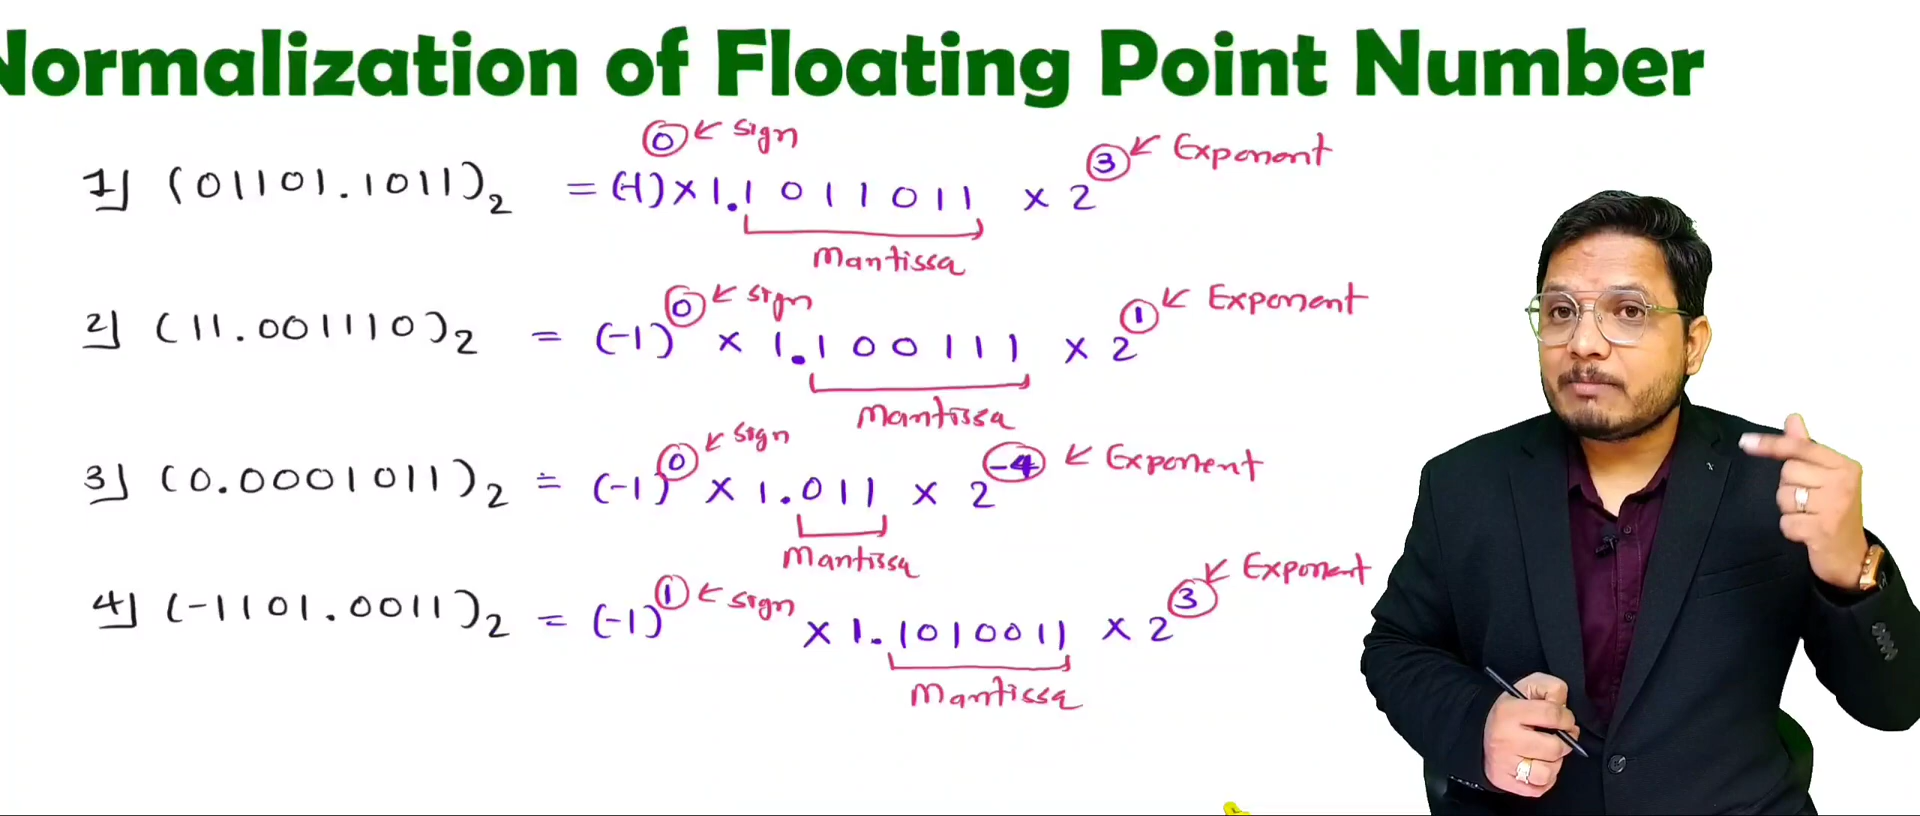 Normalization of Floating Point Number
0 ← Sign
3 ← Exponent
1) (01101.1011)2 = (-1) × 1.1011011 × 2
Mantissa
0 ← Sign
1 ← Exponent
2) (11.001110)2 = (-1) × 1.100111 × 2
Mantissa
0 ← Sign
-4 ← Exponent
3) (0.0001011)2 = (-1) × 1.011 × 2
Mantissa
1 ← Sign
3 ← Exponent
4) (-1101.0011)2 = (-1) × 1.1010011 × 2
Mantissa